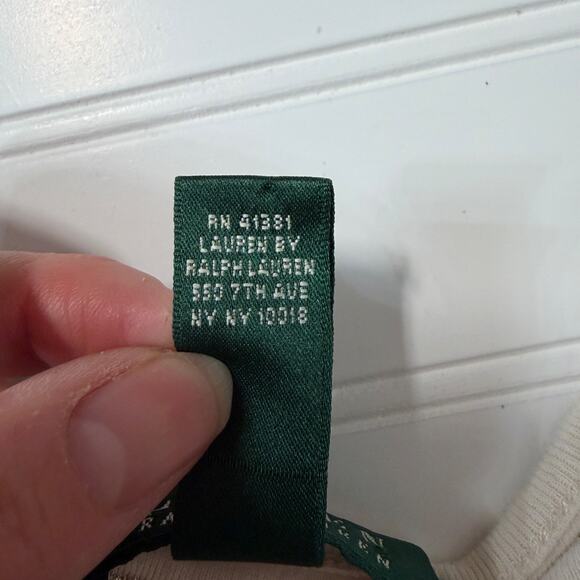 RN 41381
LAUREN BY
RALPH LAUREN
550 7TH AVE
NY NY 10018